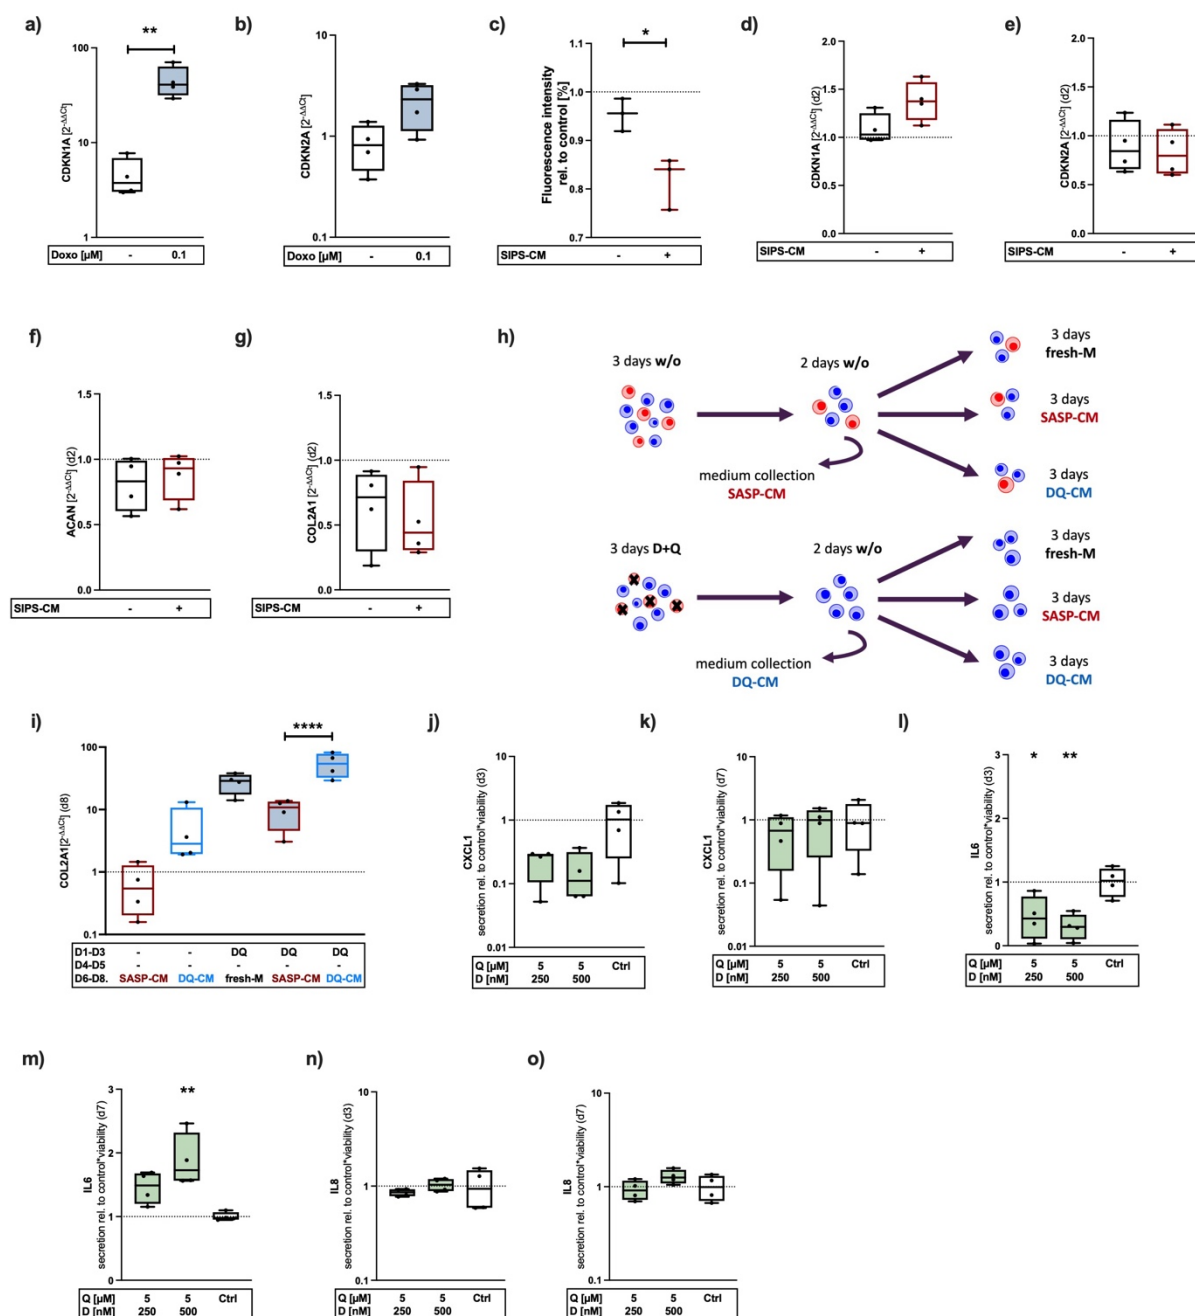 a)
**
100
10
1
CDKN1A [2^-ΔΔCt]
Doxo [µM] - 0.1
b)
10
1
0.1
CDKN2A [2^-ΔΔCt]
Doxo [µM] - 0.1
c)
*
1.1
1.0
0.9
0.8
0.7
Fluorescence intensity
rel. to control [%]
SIPS-CM - +
d)
2.0
1.5
1.0
0.5
0.0
CDKN1A [2^-ΔΔCt] (d2)
SIPS-CM - +
e)
2.0
1.5
1.0
0.5
0.0
CDKN2A [2^-ΔΔCt] (d2)
SIPS-CM - +
f)
1.5
1.0
0.5
0.0
ACAN [2^-ΔΔCt] (d2)
SIPS-CM - +
g)
1.5
1.0
0.5
0.0
COL2A1 [2^-ΔΔCt] (d2)
SIPS-CM - +
h)
3 days w/o
2 days w/o
3 days
fresh-M
3 days
SASP-CM
3 days
DQ-CM
medium collection
SASP-CM
3 days D+Q
2 days w/o
3 days
fresh-M
3 days
SASP-CM
3 days
DQ-CM
medium collection
DQ-CM
i)
****
100
10
1
0.1
COL2A1[2^-ΔΔCt] (d8)
D1-D3 - - DQ DQ DQ
D4-D5 - - - - -
D6-D8. SASP-CM DQ-CM fresh-M SASP-CM DQ-CM
j)
10
1
0.1
0.01
CXCL1
secretion rel. to control*viability (d3)
Q [µM] 5 5 Ctrl
D [nM] 250 500
k)
10
1
0.1
0.01
CXCL1
secretion rel. to control*viability (d7)
Q [µM] 5 5 Ctrl
D [nM] 250 500
l)
* **
3
2
1
0
IL6
secretion rel. to control*viability (d3)
Q [µM] 5 5 Ctrl
D [nM] 250 500
m)
**
3
2
1
0
IL6
secretion rel. to control*viability (d7)
Q [µM] 5 5 Ctrl
D [nM] 250 500
n)
10
1
0.1
IL8
secretion rel. to control*viability (d3)
Q [µM] 5 5 Ctrl
D [nM] 250 500
o)
10
1
0.1
IL8
secretion rel. to control*viability (d7)
Q [µM] 5 5 Ctrl
D [nM] 250 500